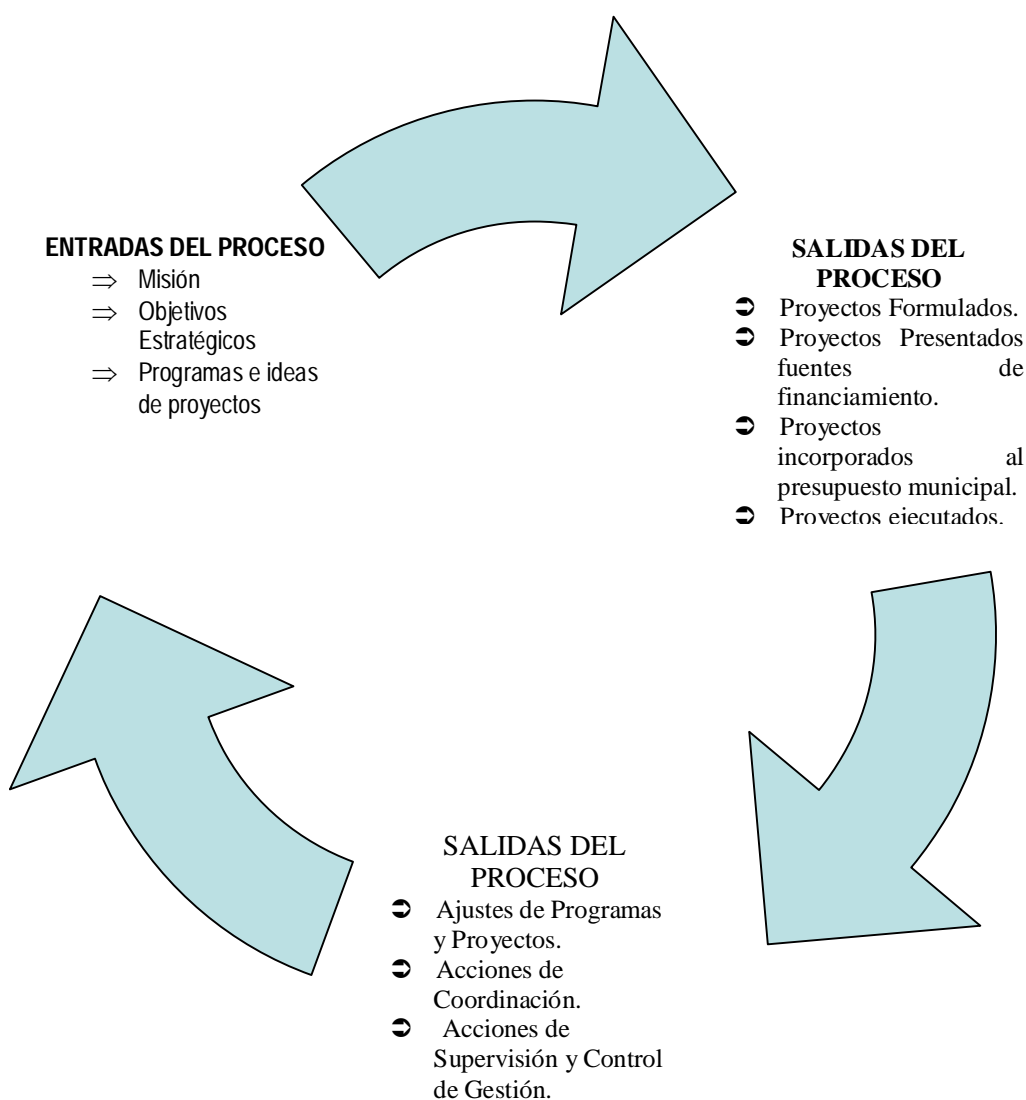 ENTRADAS DEL PROCESO
⇒ Misión
⇒ Objetivos
Estratégicos
⇒ Programas e ideas
de proyectos
SALIDAS DEL
PROCESO
➲ Proyectos Formulados.
➲ Proyectos Presentados
fuentes de
financiamiento.
➲ Proyectos
incorporados al
presupuesto municipal.
➲ Proyectos ejecutados.
SALIDAS DEL
PROCESO
➲ Ajustes de Programas
y Proyectos.
➲ Acciones de
Coordinación.
➲ Acciones de
Supervisión y Control
de Gestión.